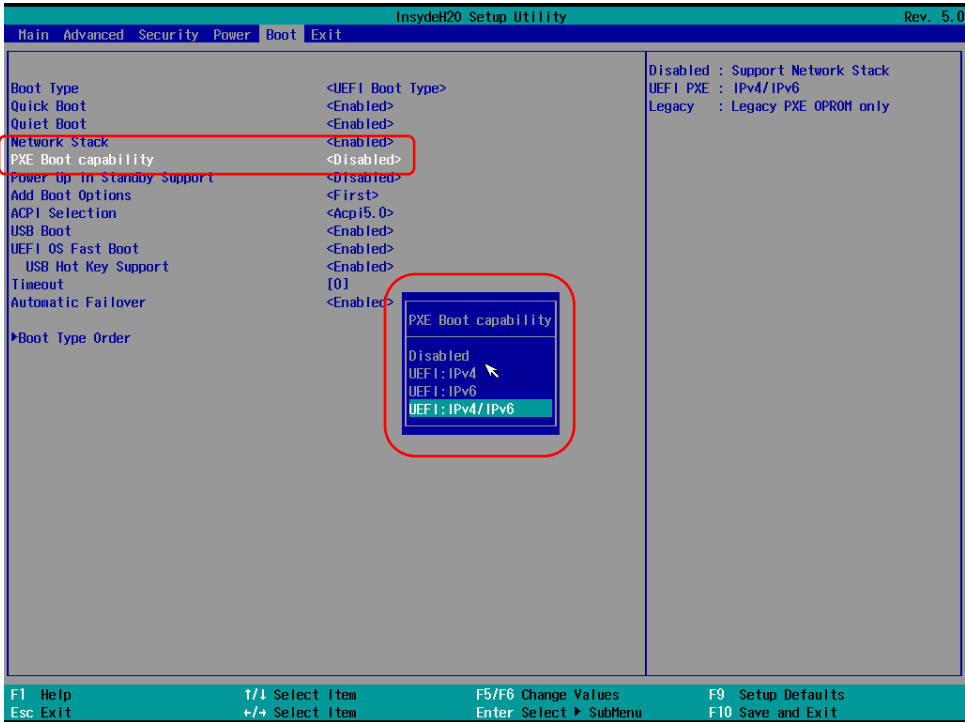 InsydeH20 Setup Utility Rev. 5.0
Main Advanced Security Power Boot Exit
Boot Type <UEFI Boot Type>
Quick Boot <Enabled>
Quiet Boot <Enabled>
Network Stack <Enabled>
PXE Boot capability <Disabled>
Power Up In Standby Support <Disabled>
Add Boot Options <First>
ACPI Selection <Acpi5.0>
USB Boot <Enabled>
UEFI OS Fast Boot <Enabled>
USB Hot Key Support <Enabled>
Timeout [0]
Automatic Failover <Enabled>
▶Boot Type Order
PXE Boot capability
Disabled
UEFI:IPv4
UEFI:IPv6
UEFI:IPv4/IPv6
Disabled : Support Network Stack
UEFI PXE : IPv4/IPv6
Legacy : Legacy PXE OPROM only
F1 Help ↑/↓ Select Item F5/F6 Change Values F9 Setup Defaults
Esc Exit ←/→ Select Item Enter Select ▶ SubMenu F10 Save and Exit